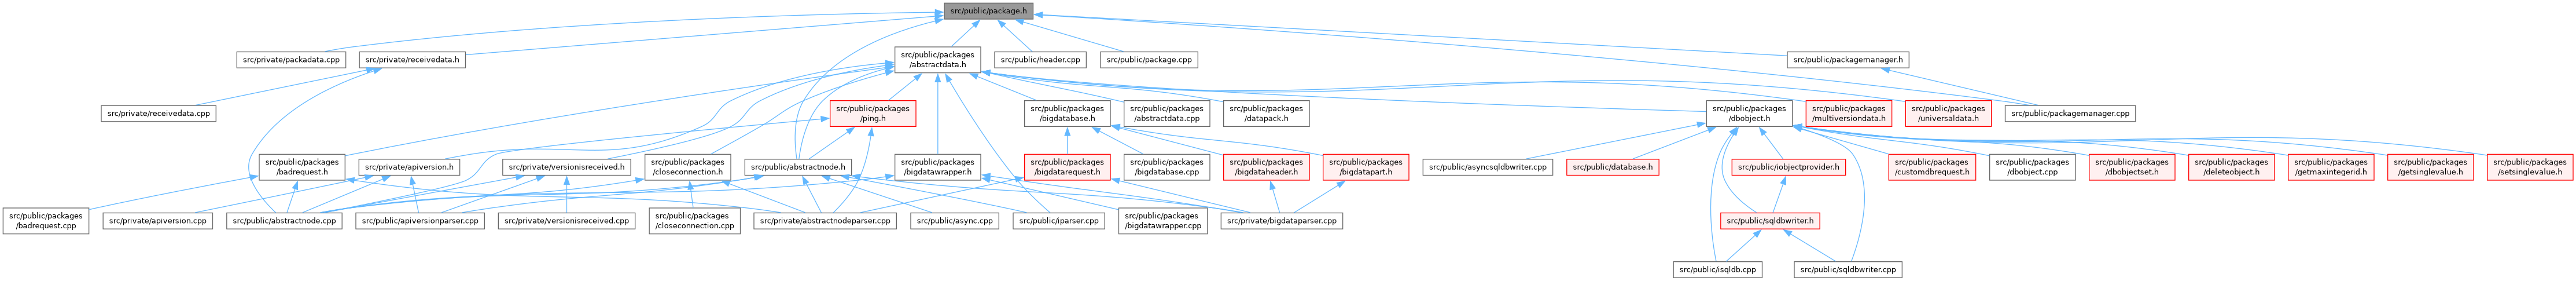 src/public/package.h
src/private/packadata.cpp
src/private/receivedata.h
src/public/packages
/abstractdata.h
src/public/header.cpp
src/public/package.cpp
src/public/packagemanager.h
src/private/receivedata.cpp
src/public/packages
/ping.h
src/public/packages
/bigdatabase.h
src/public/packages
/abstractdata.cpp
src/public/packages
/datapack.h
src/public/packages
/dbobject.h
src/public/packages
/multiversiondata.h
src/public/packages
/universaldata.h
src/public/packagemanager.cpp
src/public/packages
/badrequest.h
src/private/apiversion.h
src/private/versionisreceived.h
src/public/packages
/closeconnection.h
src/public/abstractnode.h
src/public/packages
/bigdatawrapper.h
src/public/packages
/bigdatarequest.h
src/public/packages
/bigdatabase.cpp
src/public/packages
/bigdataheader.h
src/public/packages
/bigdatapart.h
src/public/asyncsqldbwriter.cpp
src/public/database.h
src/public/iobjectprovider.h
src/public/packages
/customdbrequest.h
src/public/packages
/dbobject.cpp
src/public/packages
/dbobjectset.h
src/public/packages
/deleteobject.h
src/public/packages
/getmaxintegerid.h
src/public/packages
/getsinglevalue.h
src/public/packages
/setsinglevalue.h
src/public/packages
/badrequest.cpp
src/private/apiversion.cpp
src/public/abstractnode.cpp
src/public/apiversionparser.cpp
src/private/versionisreceived.cpp
src/public/packages
/closeconnection.cpp
src/private/abstractnodeparser.cpp
src/public/async.cpp
src/public/iparser.cpp
src/public/packages
/bigdatawrapper.cpp
src/private/bigdataparser.cpp
src/public/sqldbwriter.h
src/public/isqldb.cpp
src/public/sqldbwriter.cpp